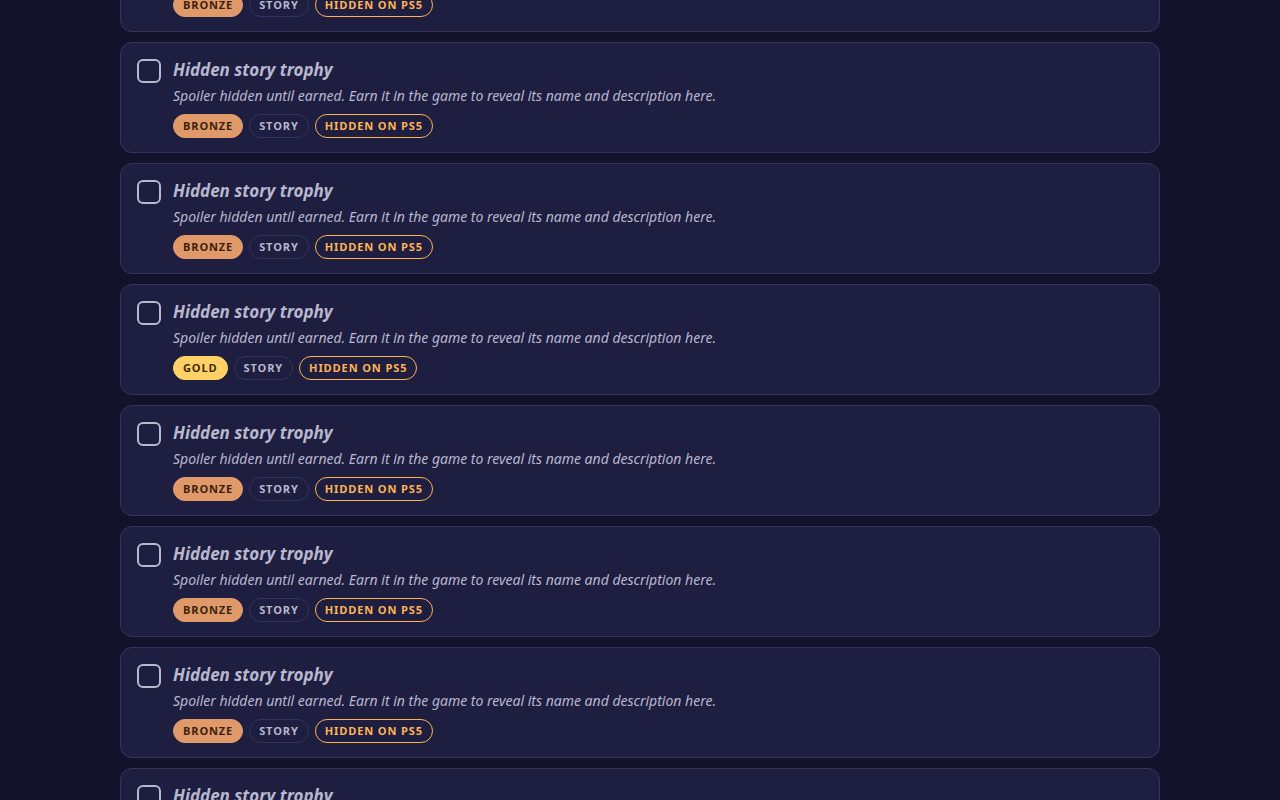 BRONZE STORY HIDDEN ON PS5
Hidden story trophy
Spoiler hidden until earned. Earn it in the game to reveal its name and description here.
BRONZE STORY HIDDEN ON PS5
Hidden story trophy
Spoiler hidden until earned. Earn it in the game to reveal its name and description here.
BRONZE STORY HIDDEN ON PS5
Hidden story trophy
Spoiler hidden until earned. Earn it in the game to reveal its name and description here.
GOLD STORY HIDDEN ON PS5
Hidden story trophy
Spoiler hidden until earned. Earn it in the game to reveal its name and description here.
BRONZE STORY HIDDEN ON PS5
Hidden story trophy
Spoiler hidden until earned. Earn it in the game to reveal its name and description here.
BRONZE STORY HIDDEN ON PS5
Hidden story trophy
Spoiler hidden until earned. Earn it in the game to reveal its name and description here.
BRONZE STORY HIDDEN ON PS5
Hidden story trophy